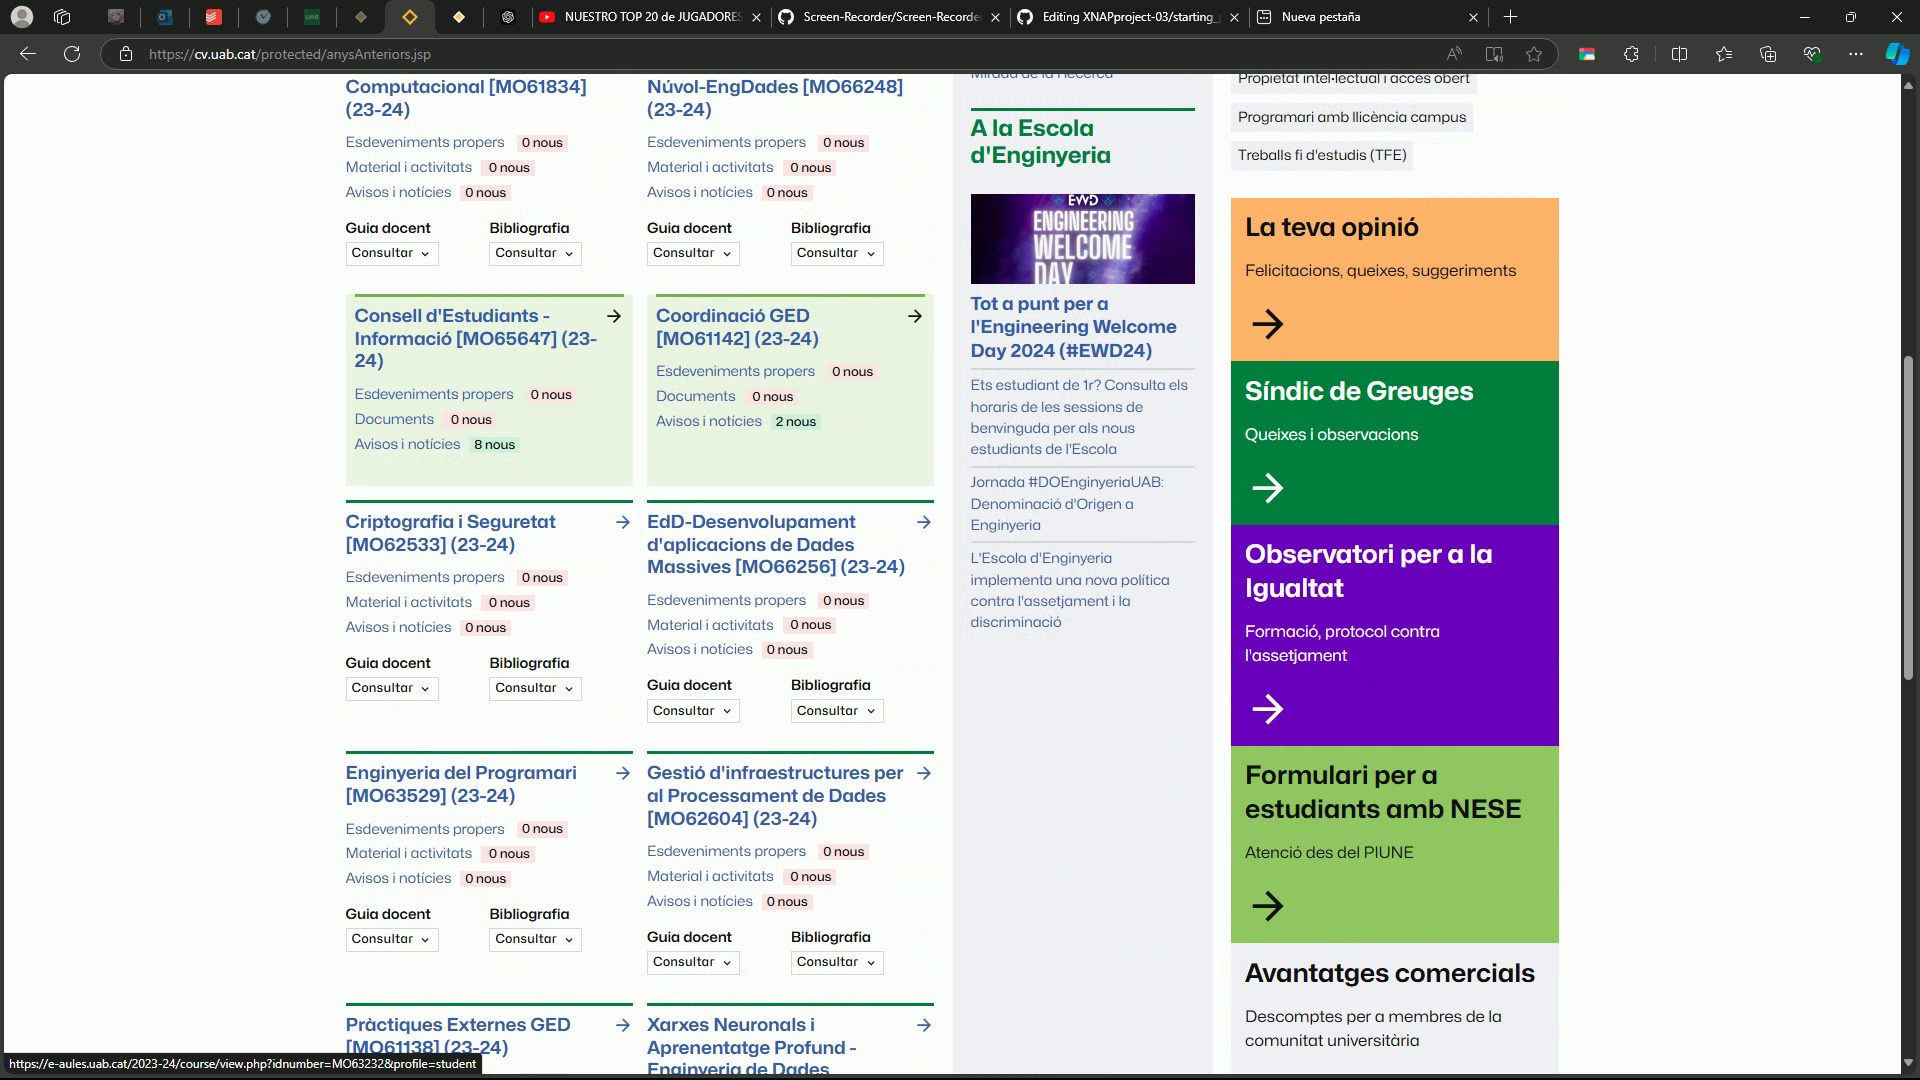 NUESTRO TOP 20 de JUGADORES
Screen-Recorder/Screen-Recorde
Editing XNAPproject-03/starting_
Nueva pestaña
https://cv.uab.cat/protected/anysAnteriors.jsp
Computacional [MO61834]
(23-24)
Esdeveniments propers 0 nous
Material i activitats 0 nous
Avisos i notícies 0 nous
Guia docent Bibliografia
Consultar Consultar
Núvol-EngDades [MO66248]
(23-24)
Esdeveniments propers 0 nous
Material i activitats 0 nous
Avisos i notícies 0 nous
Guia docent Bibliografia
Consultar Consultar
Consell d'Estudiants -
Informació [MO65647] (23-
24)
Esdeveniments propers 0 nous
Documents 0 nous
Avisos i notícies 8 nous
Coordinació GED
[MO61142] (23-24)
Esdeveniments propers 0 nous
Documents 0 nous
Avisos i notícies 2 nous
Criptografia i Seguretat
[MO62533] (23-24)
Esdeveniments propers 0 nous
Material i activitats 0 nous
Avisos i notícies 0 nous
Guia docent Bibliografia
Consultar Consultar
EdD-Desenvolupament
d'aplicacions de Dades
Massives [MO66256] (23-24)
Esdeveniments propers 0 nous
Material i activitats 0 nous
Avisos i notícies 0 nous
Guia docent Bibliografia
Consultar Consultar
Enginyeria del Programari
[MO63529] (23-24)
Esdeveniments propers 0 nous
Material i activitats 0 nous
Avisos i notícies 0 nous
Guia docent Bibliografia
Consultar Consultar
Gestió d'infraestructures per
al Processament de Dades
[MO62604] (23-24)
Esdeveniments propers 0 nous
Material i activitats 0 nous
Avisos i notícies 0 nous
Guia docent Bibliografia
Consultar Consultar
Pràctiques Externes GED
[MO61138] (23-24)
Xarxes Neuronals i
Aprenentatge Profund -
Enginyeria de Dades
Mirada de la Recerca
A la Escola
d'Enginyeria
EWD
ENGINEERING
WELCOME
DAY
Tot a punt per a
l'Engineering Welcome
Day 2024 (#EWD24)
Ets estudiant de 1r? Consulta els
horaris de les sessions de
benvinguda per als nous
estudiants de l'Escola
Jornada #DOEnginyeriaUAB:
Denominació d'Origen a
Enginyeria
L'Escola d'Enginyeria
implementa una nova política
contra l'assetjament i la
discriminació
Propietat intel·lectual i accés obert
Programari amb llicència campus
Treballs fi d'estudis (TFE)
La teva opinió
Felicitacions, queixes, suggeriments
Síndic de Greuges
Queixes i observacions
Observatori per a la
Igualtat
Formació, protocol contra
l'assetjament
Formulari per a
estudiants amb NESE
Atenció des del PIUNE
Avantatges comercials
Descomptes per a membres de la
comunitat universitària
https://e-aules.uab.cat/2023-24/course/view.php?idnumber=MO63232&profile=student